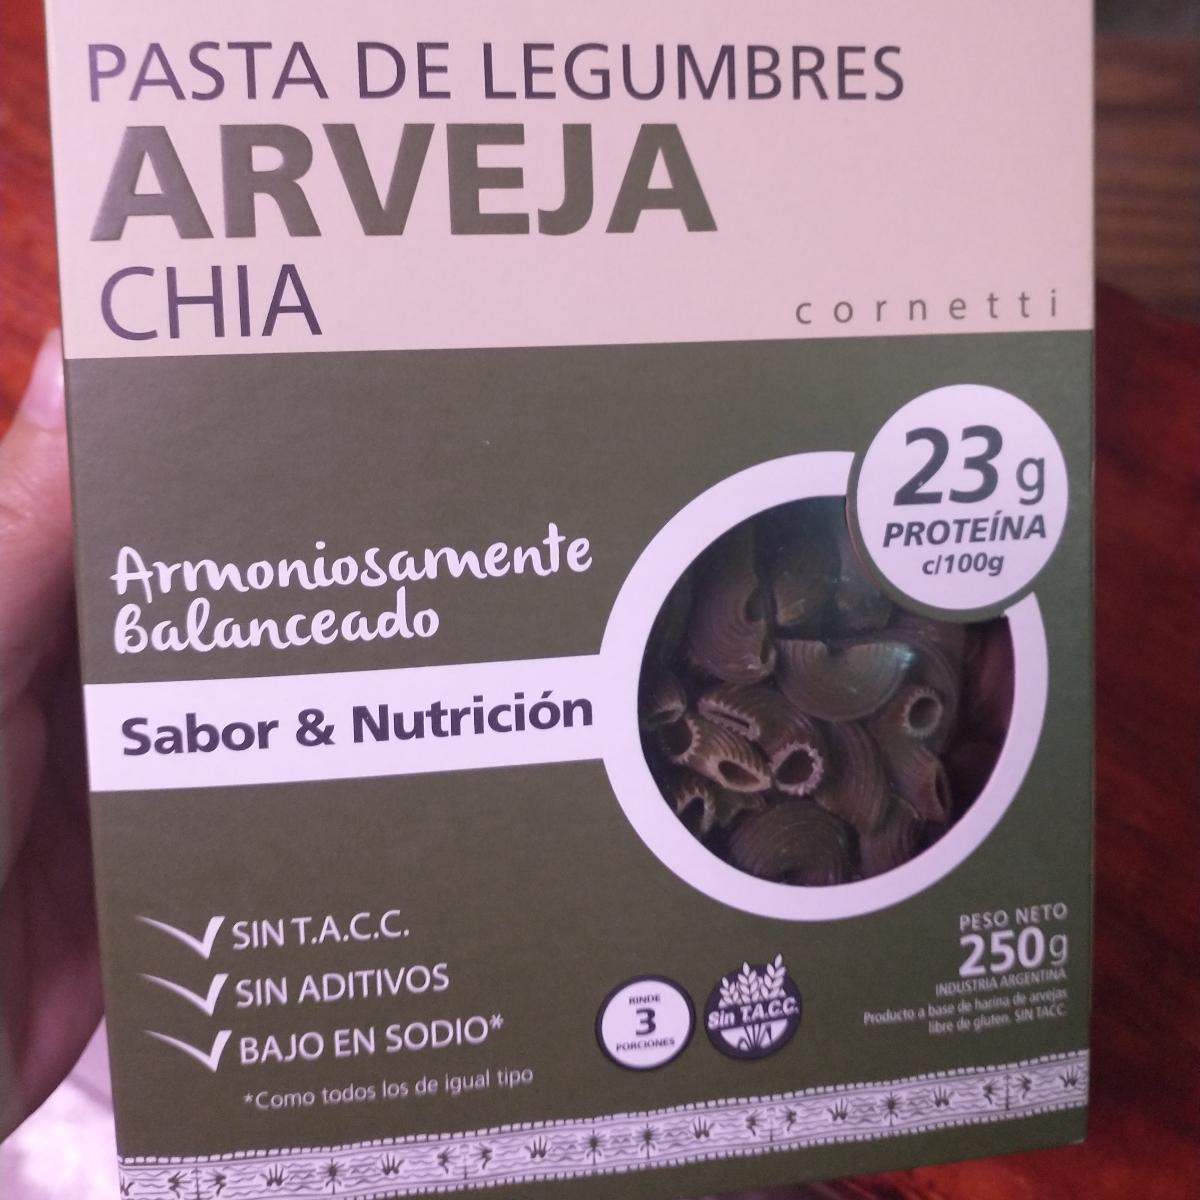 PASTA DE LEGUMBRES
ARVEJA
CHIA
cornetti
23 g
PROTEÍNA
c/100g
Armoniosamente
Balanceado
Sabor & Nutrición
SIN T.A.C.C.
SIN ADITIVOS
BAJO EN SODIO*
*Como todos los de igual tipo
RINDE
3
PORCIONES
Sin T.A.C.C.
PESO NETO
250g
INDUSTRIA ARGENTINA
Producto a base de harina de arvejas
libre de gluten. SIN TACC